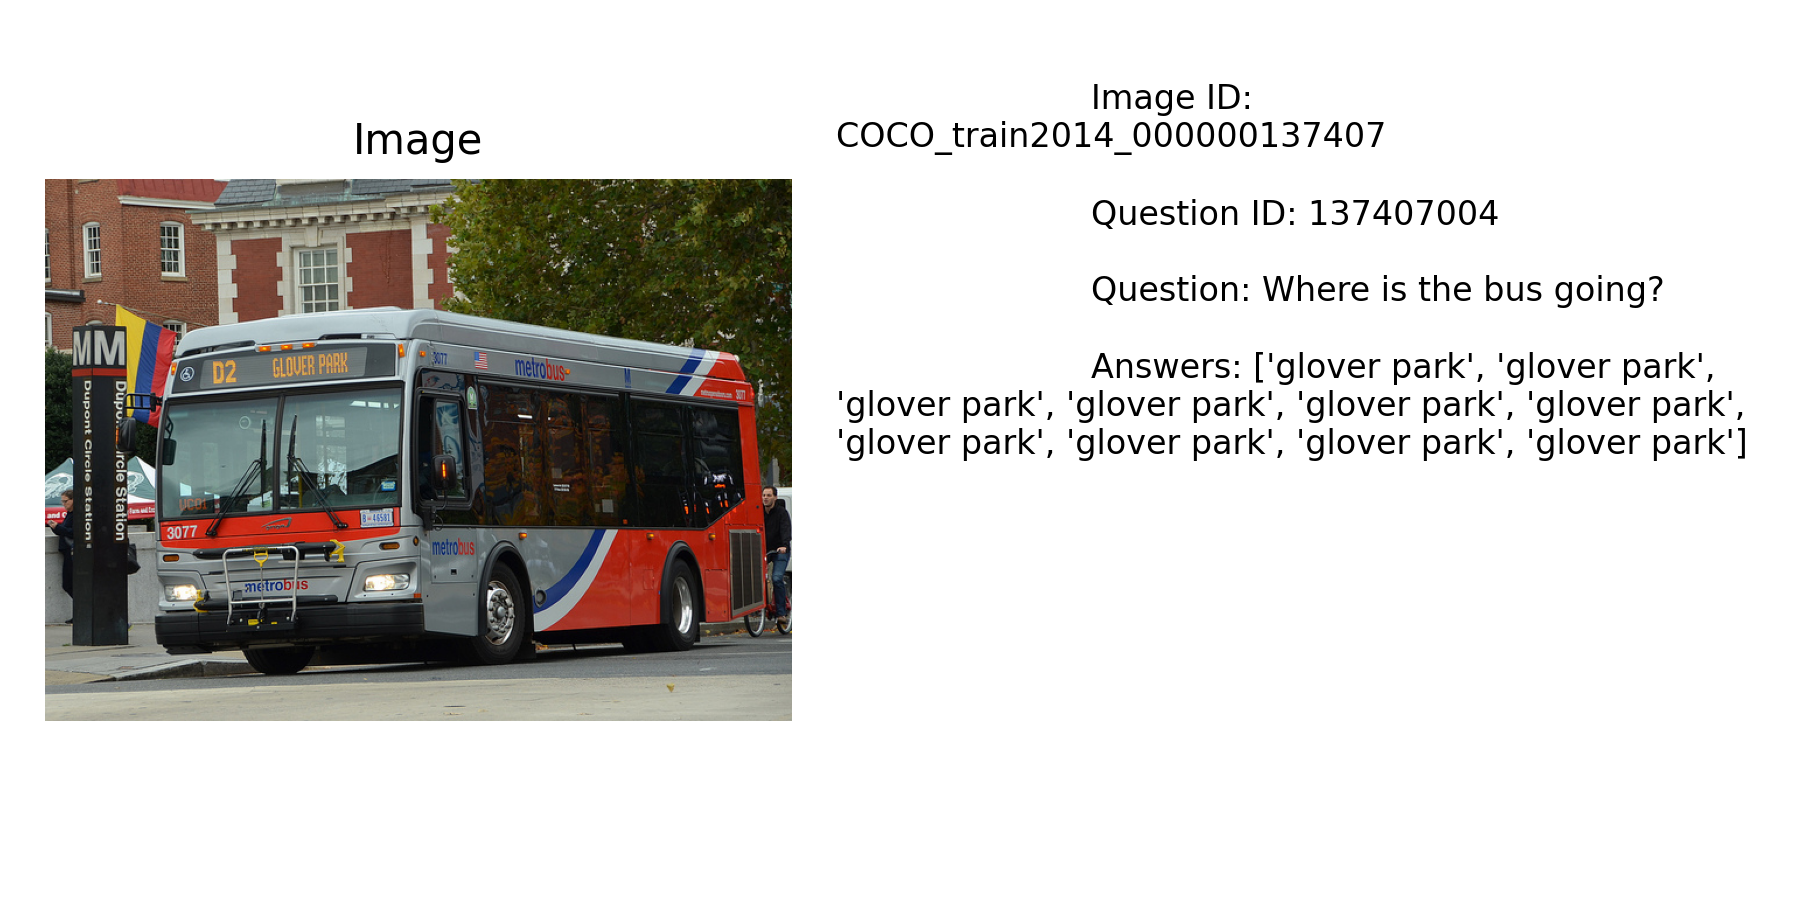 Image
Image ID:
COCO_train2014_000000137407
Question ID: 137407004
Question: Where is the bus going?
Answers: ['glover park', 'glover park',
'glover park', 'glover park', 'glover park', 'glover park',
'glover park', 'glover park', 'glover park', 'glover park']
MM
Dupont Circle Station
Dupont Circle Station
D2 GLOVER PARK
3077
metrobus
M
3077
3077
metrobus
metrobus